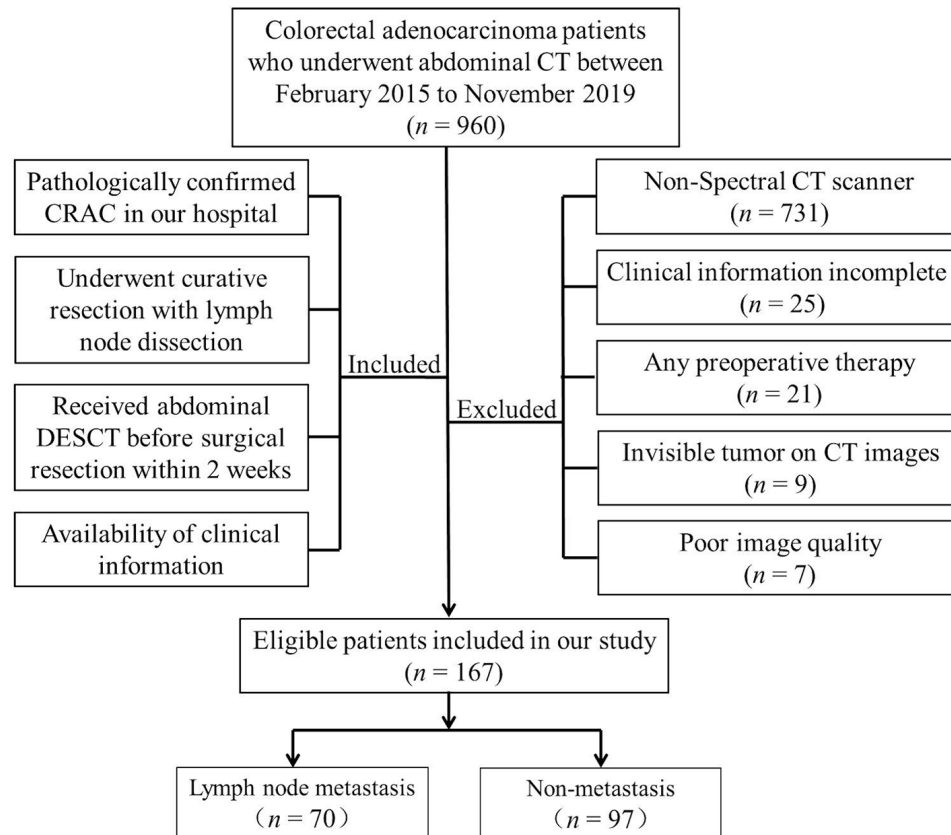 Colorectal adenocarcinoma patients
who underwent abdominal CT between
February 2015 to November 2019
(n = 960)
Pathologically confirmed
CRAC in our hospital
Underwent curative
resection with lymph
node dissection
Received abdominal
DESCT before surgical
resection within 2 weeks
Availability of clinical
information
Included
Excluded
Non-Spectral CT scanner
(n = 731)
Clinical information incomplete
(n = 25)
Any preoperative therapy
(n = 21)
Invisible tumor on CT images
(n = 9)
Poor image quality
(n = 7)
Eligible patients included in our study
(n = 167)
Lymph node metastasis
（n = 70）
Non-metastasis
（n = 97）